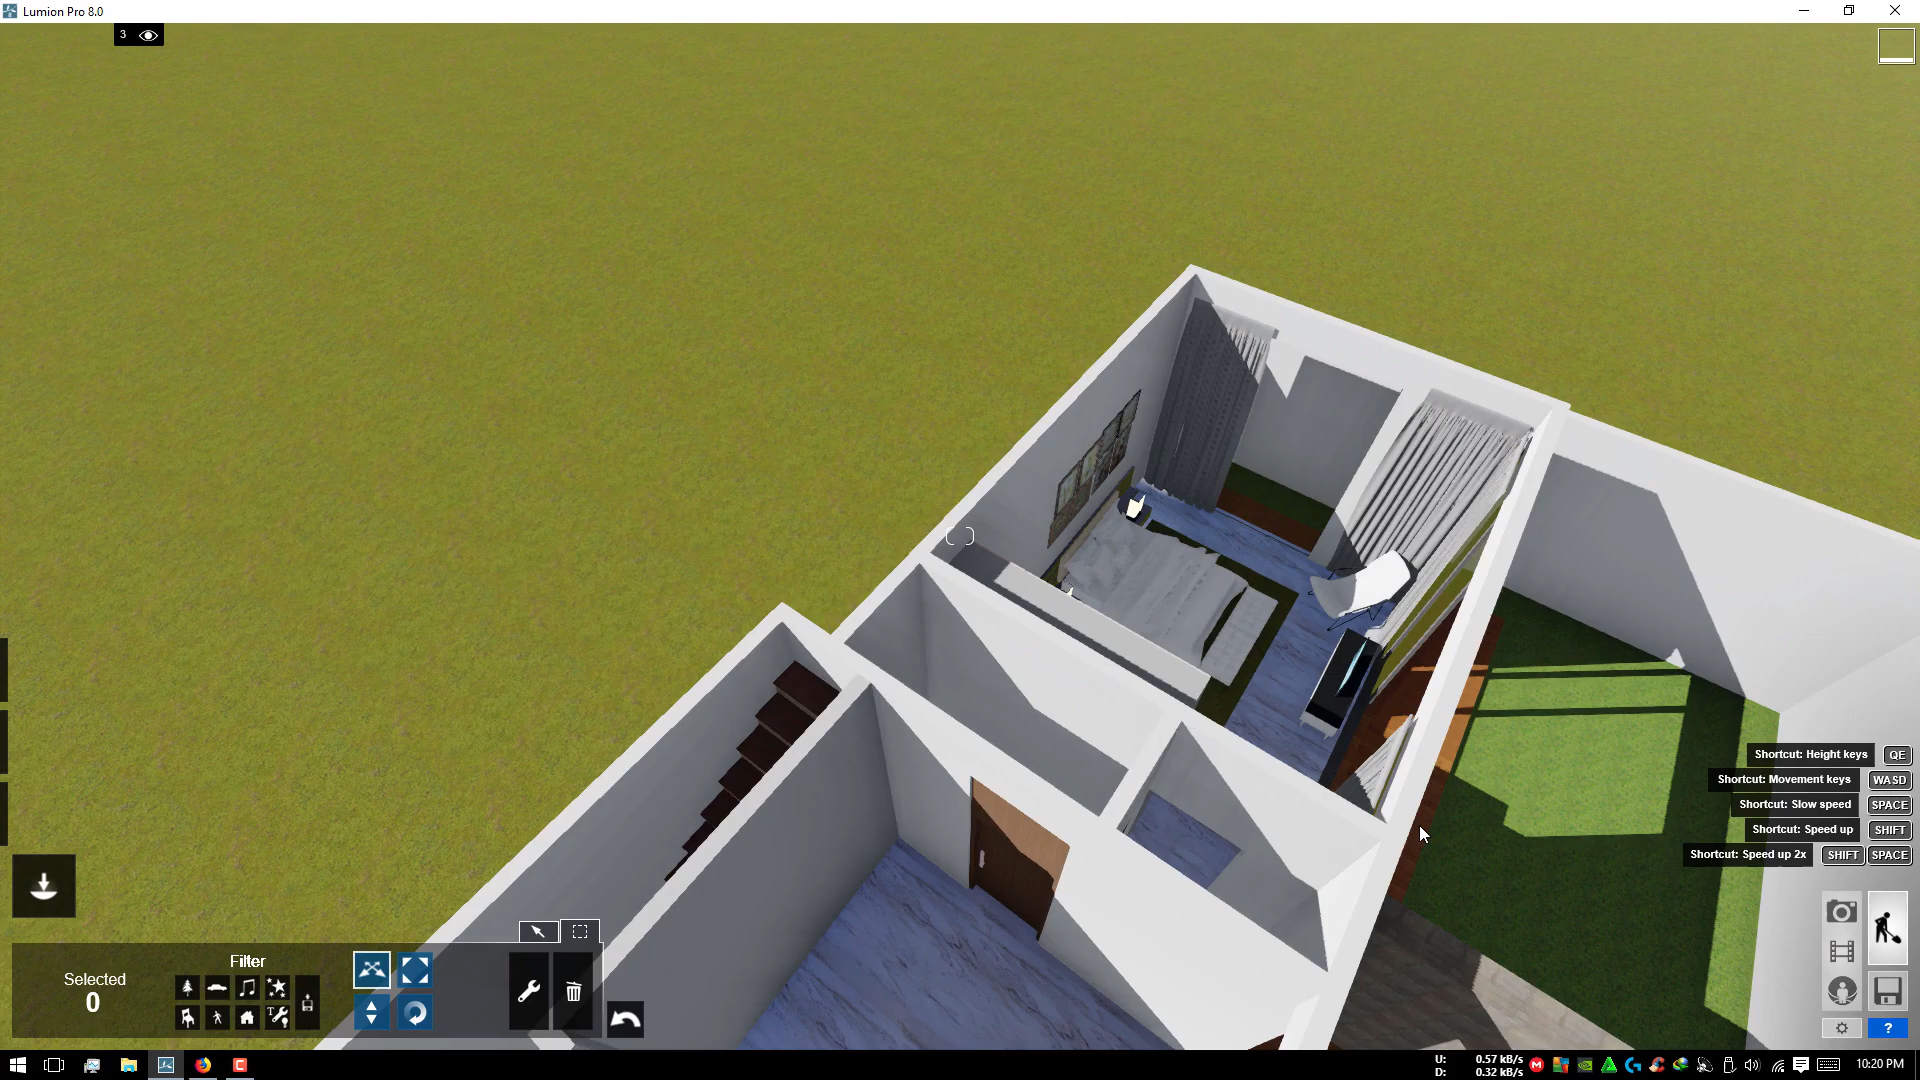 Lumion Pro 8.0
3
Shortcut: Height keys QE
Shortcut: Movement keys WASD
Shortcut: Slow speed SPACE
Shortcut: Speed up SHIFT
Shortcut: Speed up 2x SHIFT SPACE
Filter
Selected
0
?
U: 0.57 kB/s
D: 0.32 kB/s
10:20 PM